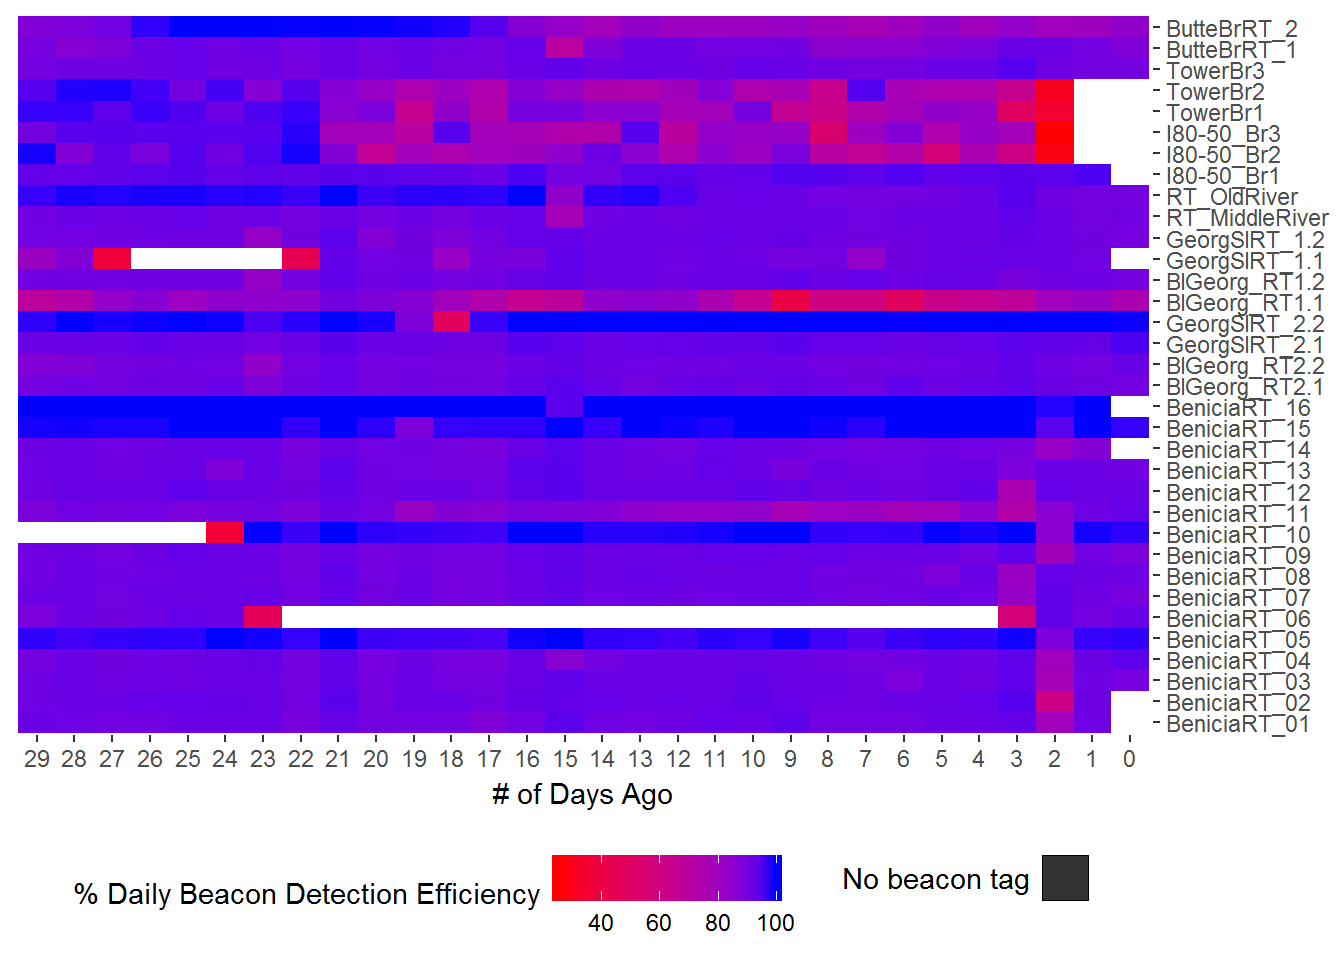 ButteBrRT_2
ButteBrRT_1
TowerBr3
TowerBr2
TowerBr1
I80-50_Br3
I80-50_Br2
I80-50_Br1
RT_OldRiver
RT_MiddleRiver
GeorgSlRT_1.2
GeorgSlRT_1.1
BlGeorg_RT1.2
BlGeorg_RT1.1
GeorgSlRT_2.2
GeorgSlRT_2.1
BlGeorg_RT2.2
BlGeorg_RT2.1
BeniciaRT_16
BeniciaRT_15
BeniciaRT_14
BeniciaRT_13
BeniciaRT_12
BeniciaRT_11
BeniciaRT_10
BeniciaRT_09
BeniciaRT_08
BeniciaRT_07
BeniciaRT_06
BeniciaRT_05
BeniciaRT_04
BeniciaRT_03
BeniciaRT_02
BeniciaRT_01
29 28 27 26 25 24 23 22 21 20 19 18 17 16 15 14 13 12 11 10 9 8 7 6 5 4 3 2 1 0
# of Days Ago
% Daily Beacon Detection Efficiency
40 60 80 100
No beacon tag